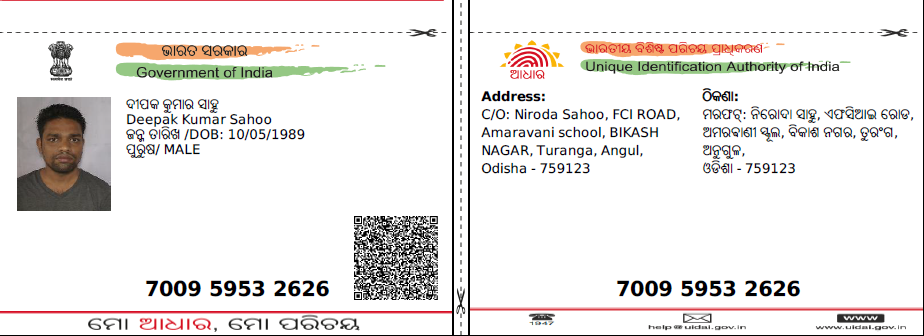 ଭାରତ ସରକାର
Government of India
ଦୀପକ କୁମାର ସାହୁ
Deepak Kumar Sahoo
ଜନ୍ମ ତାରିଖ /DOB: 10/05/1989
ପୁରୁଷ/ MALE
7009 5953 2626
ମୋ ଆଧାର, ମୋ ପରିଚୟ
ଭାରତୀୟ ବିଶିଷ୍ଟ ପରିଚୟ ପ୍ରାଧିକରଣ
Unique Identification Authority of India
ଆଧାର
Address:
C/O: Niroda Sahoo, FCI ROAD,
Amaravani school, BIKASH
NAGAR, Turanga, Angul,
Odisha - 759123
ଠିକଣା:
ମରଫଟ୍: ନିରୋଦା ସାହୁ, ଏଫସିଆଇ ରୋଡ,
ଅମରବାଣୀ ସ୍କୂଲ, ବିକାଶ ନଗର, ତୁରଂଗ,
ଅନୁଗୁଳ,
ଓଡିଶା - 759123
7009 5953 2626
1947
help@uidai.gov.in
www
www.uidai.gov.in